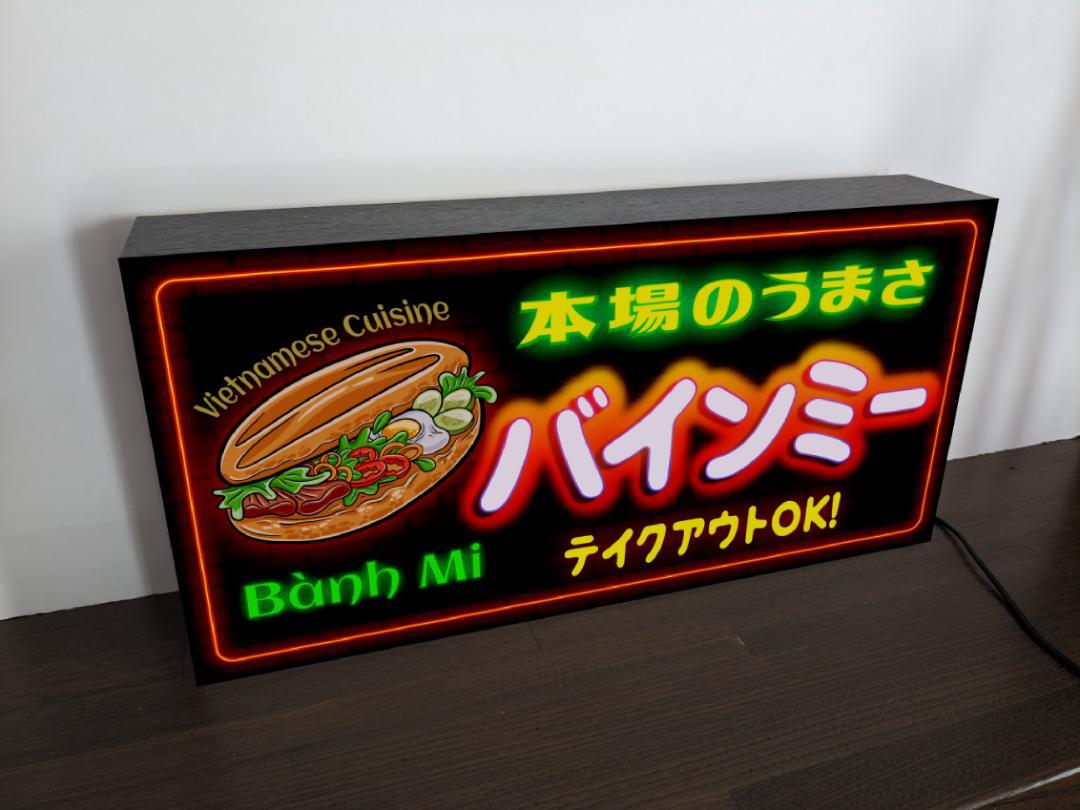 Vietnamese Cuisine
本場のうまさ
バインミー
テイクアウトOK!
Bành Mi